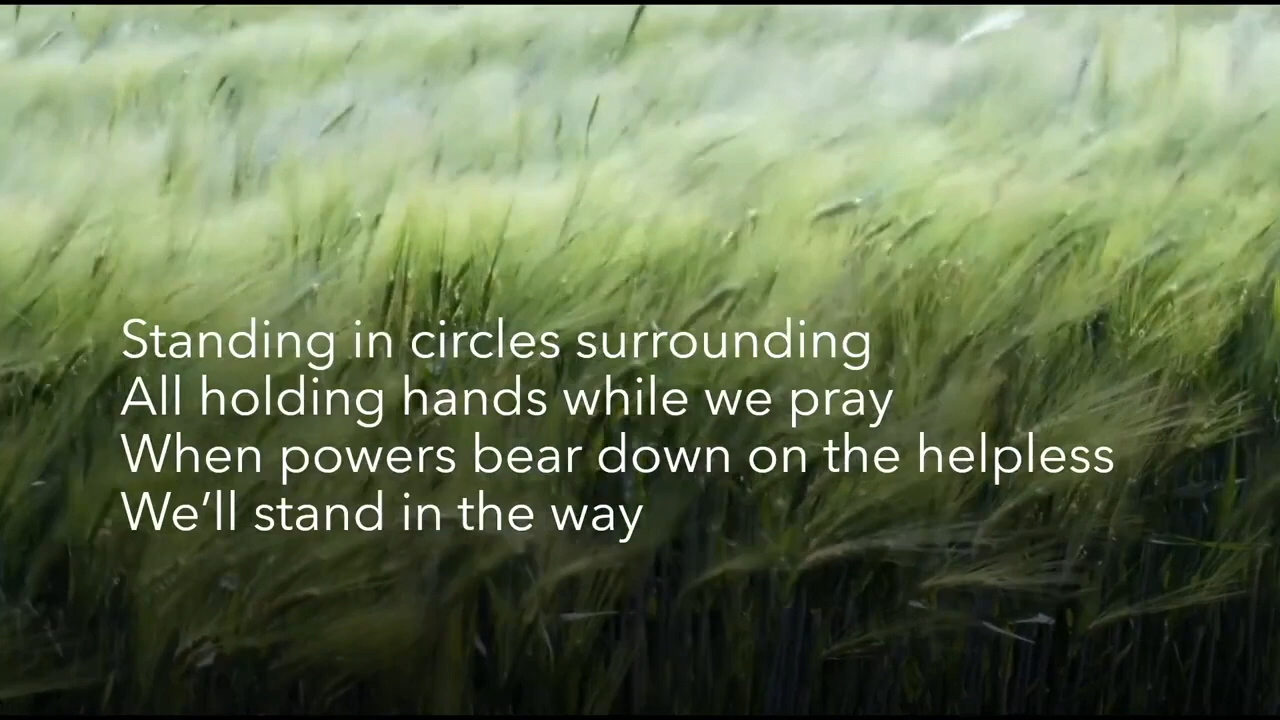 Standing in circles surrounding
All holding hands while we pray
When powers bear down on the helpless
We’ll stand in the way